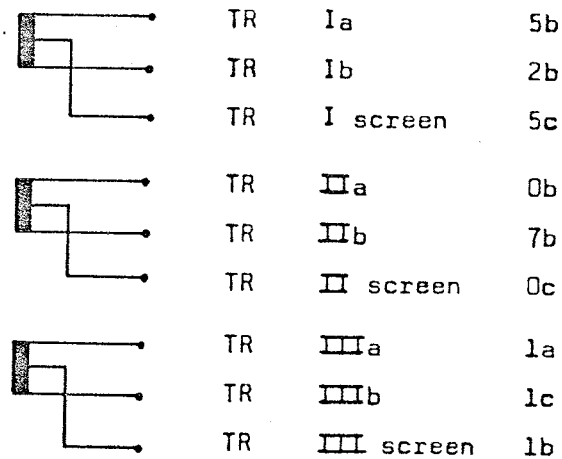 TR Ia 5b
TR Ib 2b
TR I screen 5c
TR IIa 0b
TR IIb 7b
TR II screen 0c
TR IIIa 1a
TR IIIb 1c
TR III screen 1b